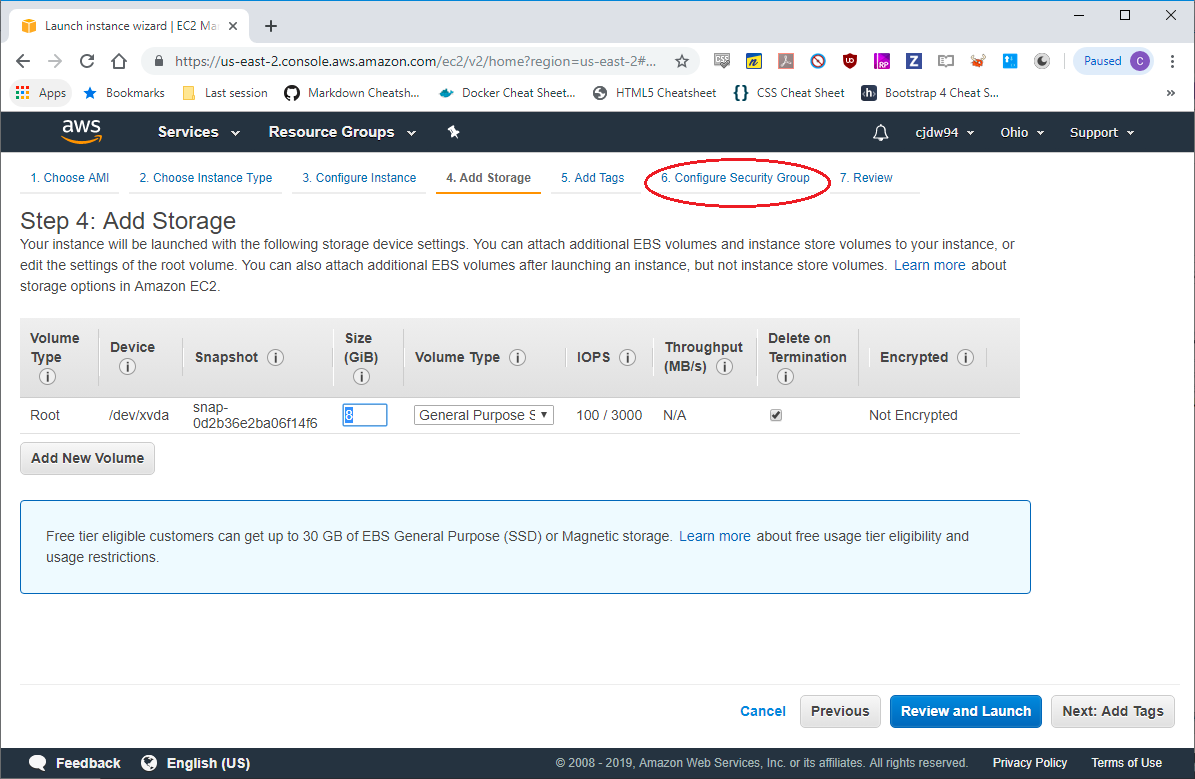 Launch instance wizard | EC2 Ma
https://us-east-2.console.aws.amazon.com/ec2/v2/home?region=us-east-2#...
Paused C
Apps Bookmarks Last session Markdown Cheatsh... Docker Cheat Sheet... HTML5 Cheatsheet CSS Cheat Sheet Bootstrap 4 Cheat S... »
aws Services Resource Groups cjdw94 Ohio Support
1. Choose AMI 2. Choose Instance Type 3. Configure Instance 4. Add Storage 5. Add Tags 6. Configure Security Group 7. Review
Step 4: Add Storage
Your instance will be launched with the following storage device settings. You can attach additional EBS volumes and instance store volumes to your instance, or
edit the settings of the root volume. You can also attach additional EBS volumes after launching an instance, but not instance store volumes. Learn more about
storage options in Amazon EC2.
Volume Type Device Snapshot Size (GiB) Volume Type IOPS Throughput (MB/s) Delete on Termination Encrypted
Root /dev/xvda snap-0d2b36e2ba06f14f6 8 General Purpose S 100 / 3000 N/A Not Encrypted
Add New Volume
Free tier eligible customers can get up to 30 GB of EBS General Purpose (SSD) or Magnetic storage. Learn more about free usage tier eligibility and
usage restrictions.
Cancel Previous Review and Launch Next: Add Tags
Feedback English (US) © 2008 - 2019, Amazon Web Services, Inc. or its affiliates. All rights reserved. Privacy Policy Terms of Use